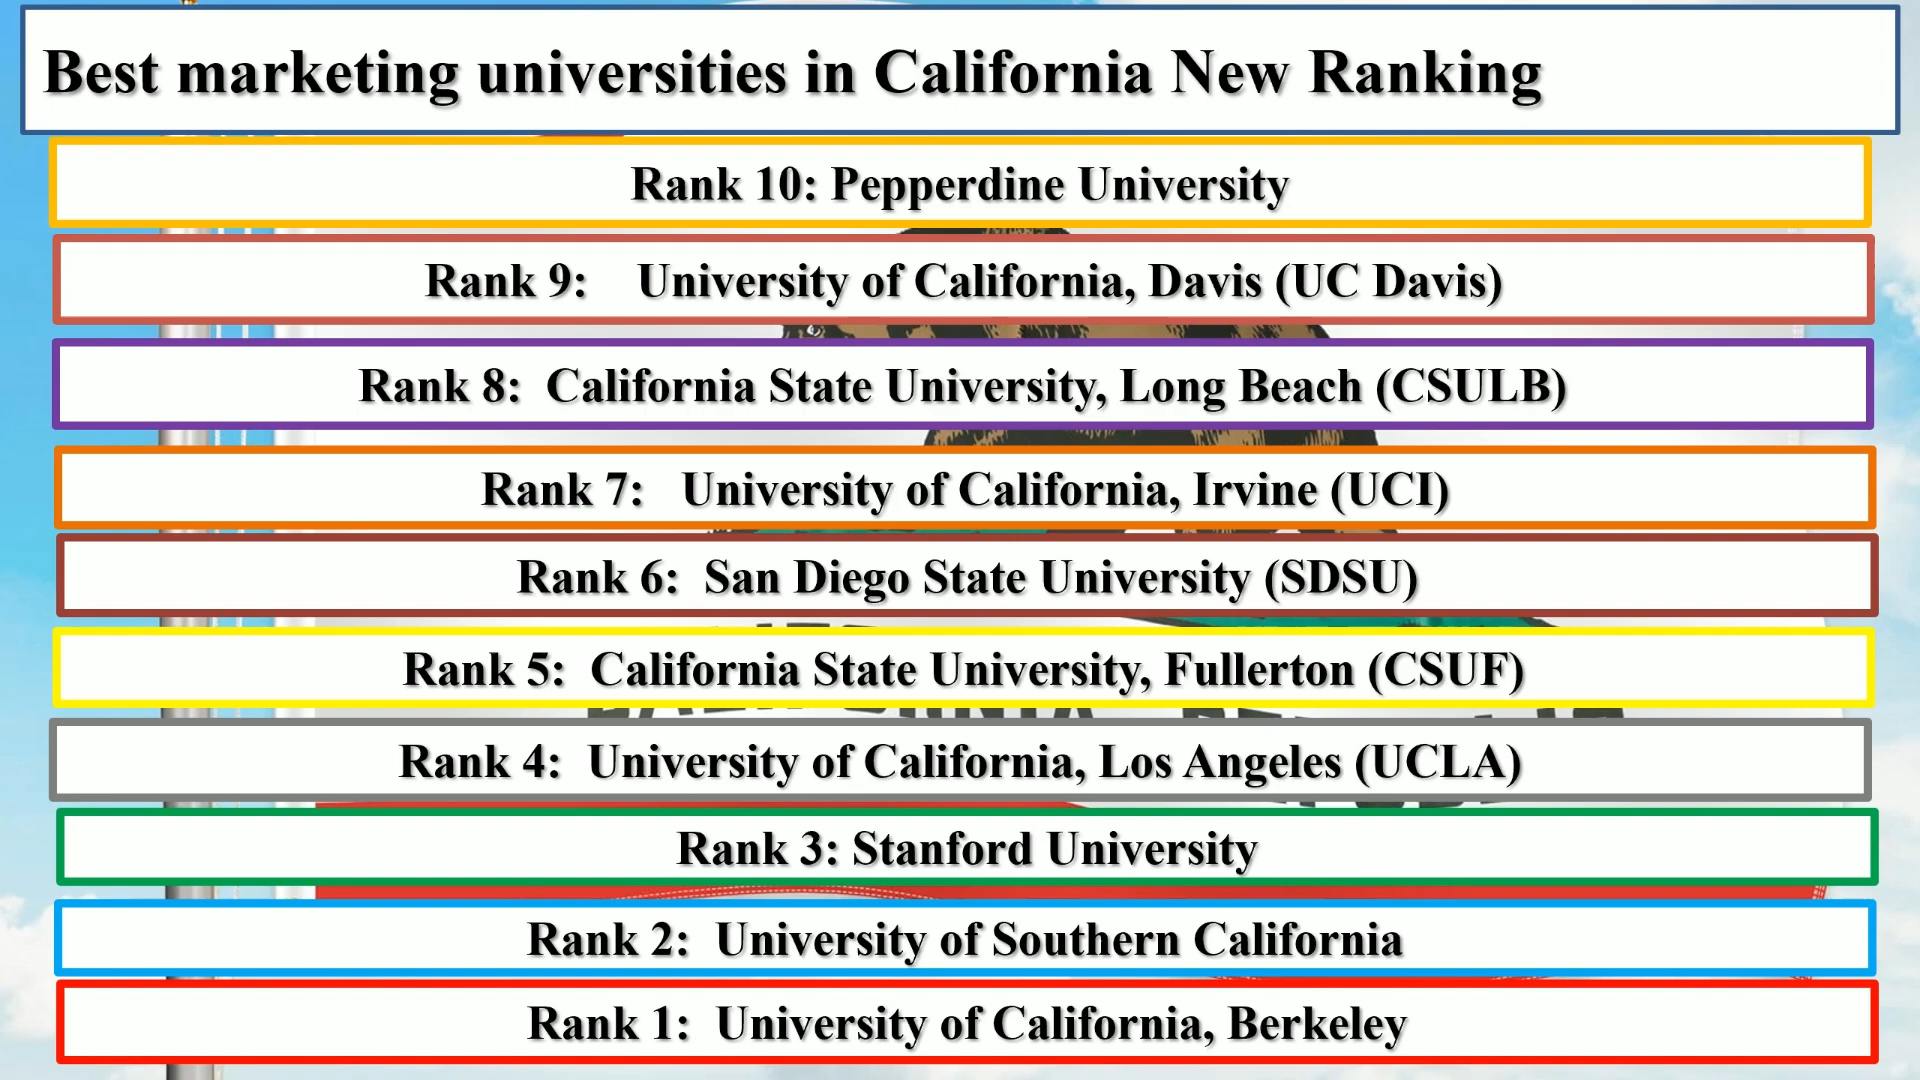 Best marketing universities in California New Ranking
Rank 10: Pepperdine University
Rank 9: University of California, Davis (UC Davis)
Rank 8: California State University, Long Beach (CSULB)
Rank 7: University of California, Irvine (UCI)
Rank 6: San Diego State University (SDSU)
Rank 5: California State University, Fullerton (CSUF)
Rank 4: University of California, Los Angeles (UCLA)
Rank 3: Stanford University
Rank 2: University of Southern California
Rank 1: University of California, Berkeley